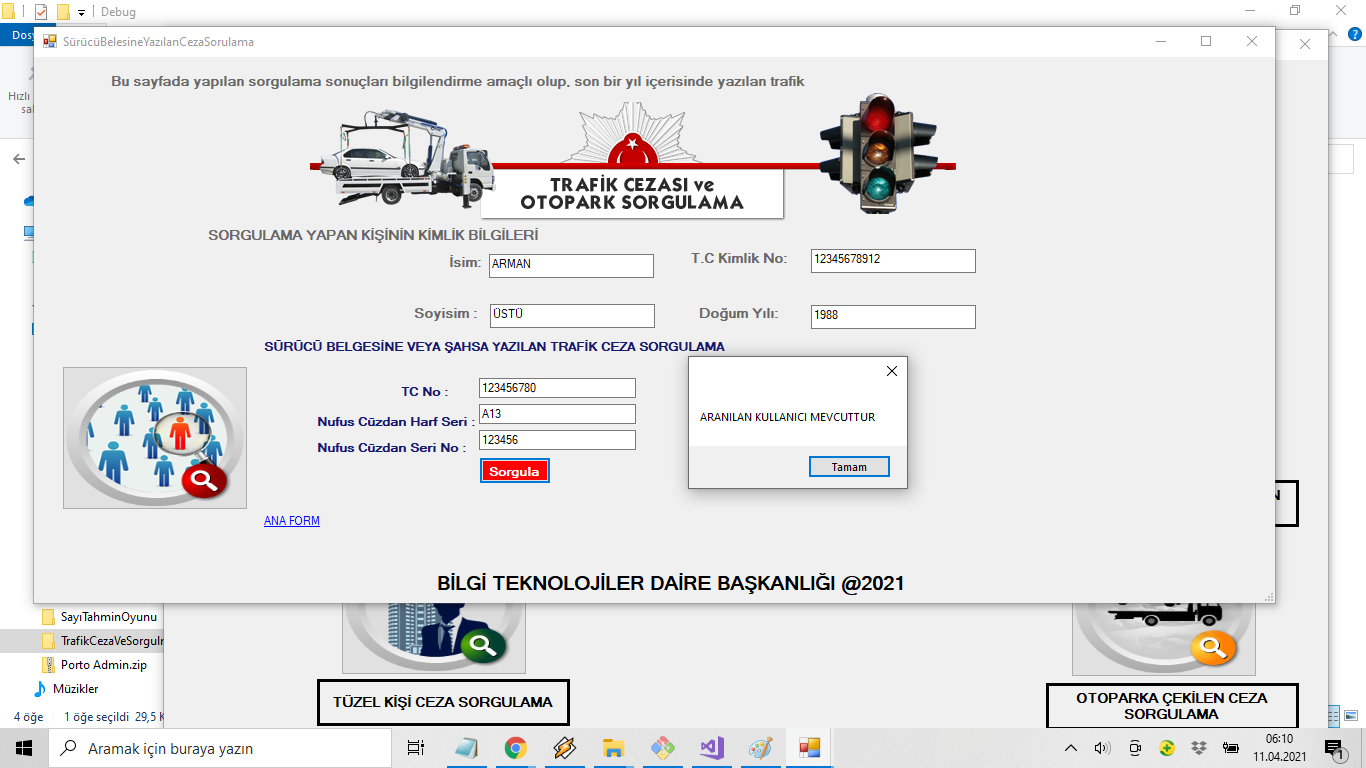 Debug
Dos
SürücüBelesineYazılanCezaSorulama
Hızlı
sa
Bu sayfada yapılan sorgulama sonuçları bilgilendirme amaçlı olup, son bir yıl içerisinde yazılan trafik
TRAFİK CEZASI ve
OTOPARK SORGULAMA
SORGULAMA YAPAN KİŞİNİN KİMLİK BİLGİLERİ
İsim: ARMAN
T.C Kimlik No: 12345678912
Soyisim : ÜSTÜ
Doğum Yılı: 1988
SÜRÜCÜ BELGESİNE VEYA ŞAHSA YAZILAN TRAFİK CEZA SORGULAMA
TC No : 123456780
Nufus Cüzdan Harf Seri : A13
Nufus Cüzdan Seri No : 123456
Sorgula
ARANILAN KULLANICI MEVCUTTUR
Tamam
ANA FORM
N
BİLGİ TEKNOLOJİLER DAİRE BAŞKANLIĞI @2021
SayıTahminOyunu
TrafikCezaVeSorgulr
Porto Admin.zip
Müzikler
TÜZEL KİŞİ CEZA SORGULAMA
OTOPARKA ÇEKİLEN CEZA
SORGULAMA
4 öğe 1 öğe seçildi 29,5 K
Aramak için buraya yazın
06:10
11.04.2021
1